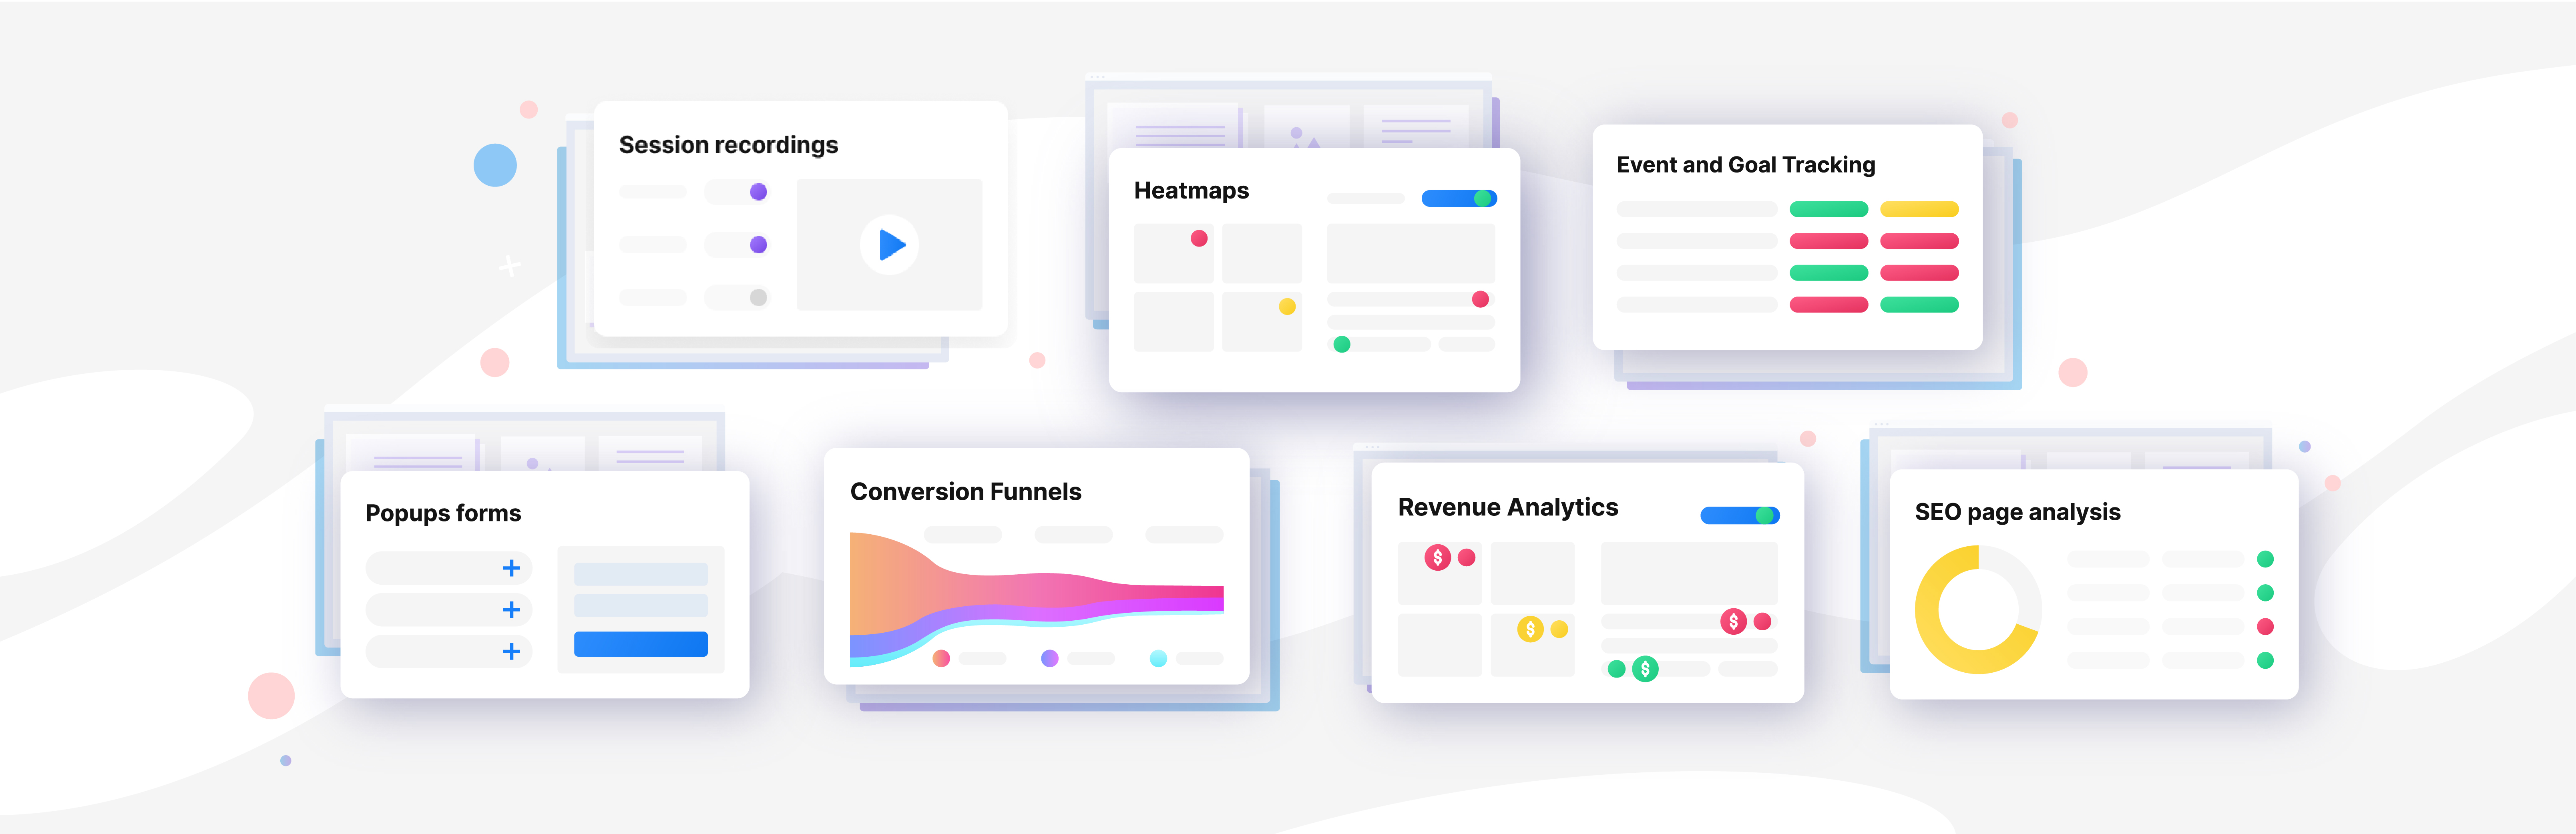 Session recordings
Heatmaps
Event and Goal Tracking
Popups forms
Conversion Funnels
Revenue Analytics
$
$
$
$
SEO page analysis